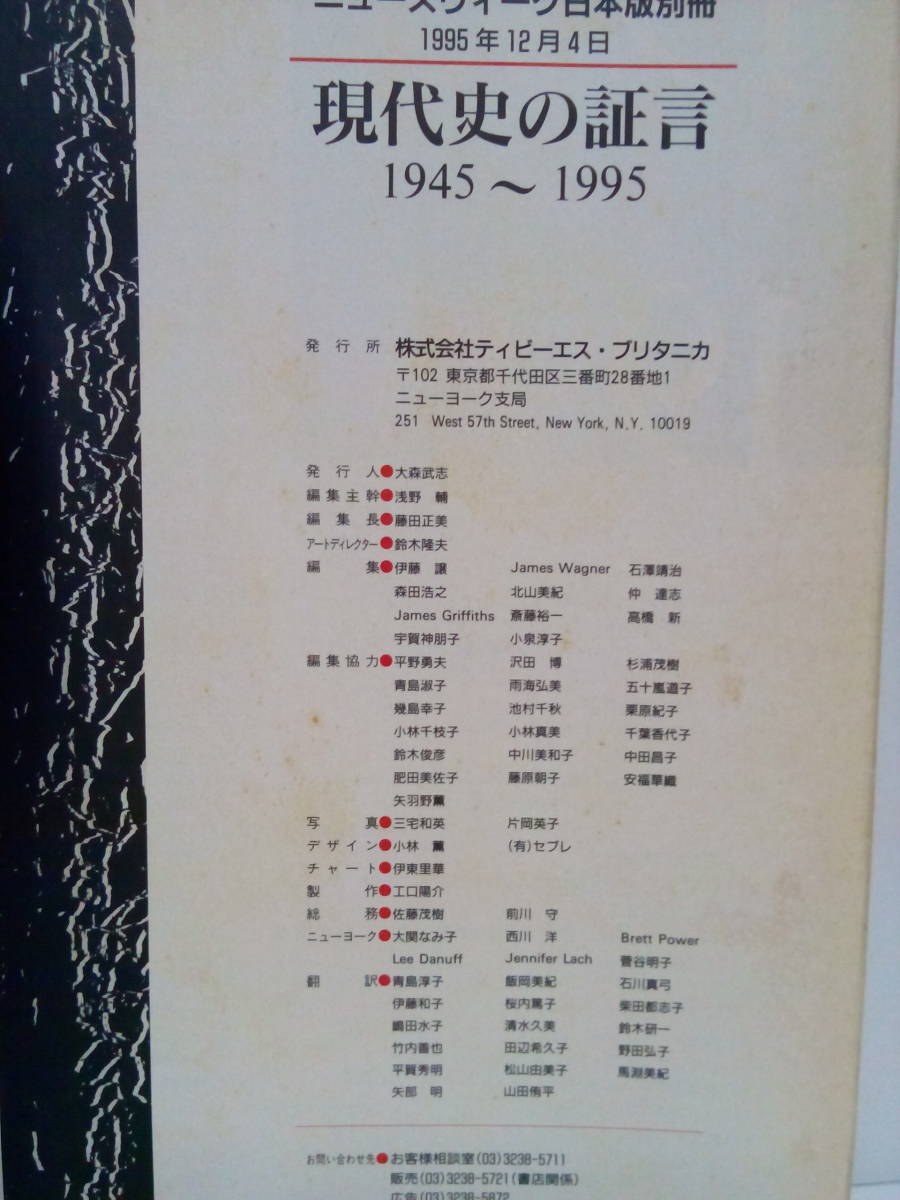 ニュースウィーク日本版別冊
1995年12月4日
現代史の証言
1945～1995
発行所 株式会社ティビーエス・ブリタニカ
〒102 東京都千代田区三番町28番地1
ニューヨーク支局
251 West 57th Street, New York, N.Y. 10019
発行人●大森武志
編集主幹●浅野 輔
編集長●藤田正美
アートディレクター●鈴木隆夫
編集●伊藤 譲 James Wagner 石澤靖治
森田浩之 北山美紀 仲 達志
James Griffiths 斎藤裕一 高橋 新
宇賀神朋子 小泉淳子
編集協力●平野勇夫 沢田 博 杉浦茂樹
青島淑子 雨海弘美 五十嵐道子
幾島幸子 池村千秋 栗原紀子
小林千枝子 小林真美 千葉香代子
鈴木俊彦 中川美和子 中田昌子
肥田美佐子 藤原朝子 安福華織
矢羽野薫
写真●三宅和英 片岡英子
デザイン●小林 薫 (有)セブレ
チャート●伊東里華
製作●工口陽介
総務●佐藤茂樹 前川 守
ニューヨーク●大関なみ子 西川 洋 Brett Power
Lee Danuff Jennifer Lach 菅谷明子
翻訳●青島淳子 飯岡美紀 石川真弓
伊藤和子 桜内篤子 柴田都志子
嶋田水子 清水久美 鈴木研一
竹内書也 田辺希久子 野田弘子
平賀秀明 松山由美子 馬淵美紀
矢部 明 山田侑平
お問い合わせ先●お客様相談室(03)3238-5711
販売(03)3238-5721(書店関係)
広告(03)3238-5872